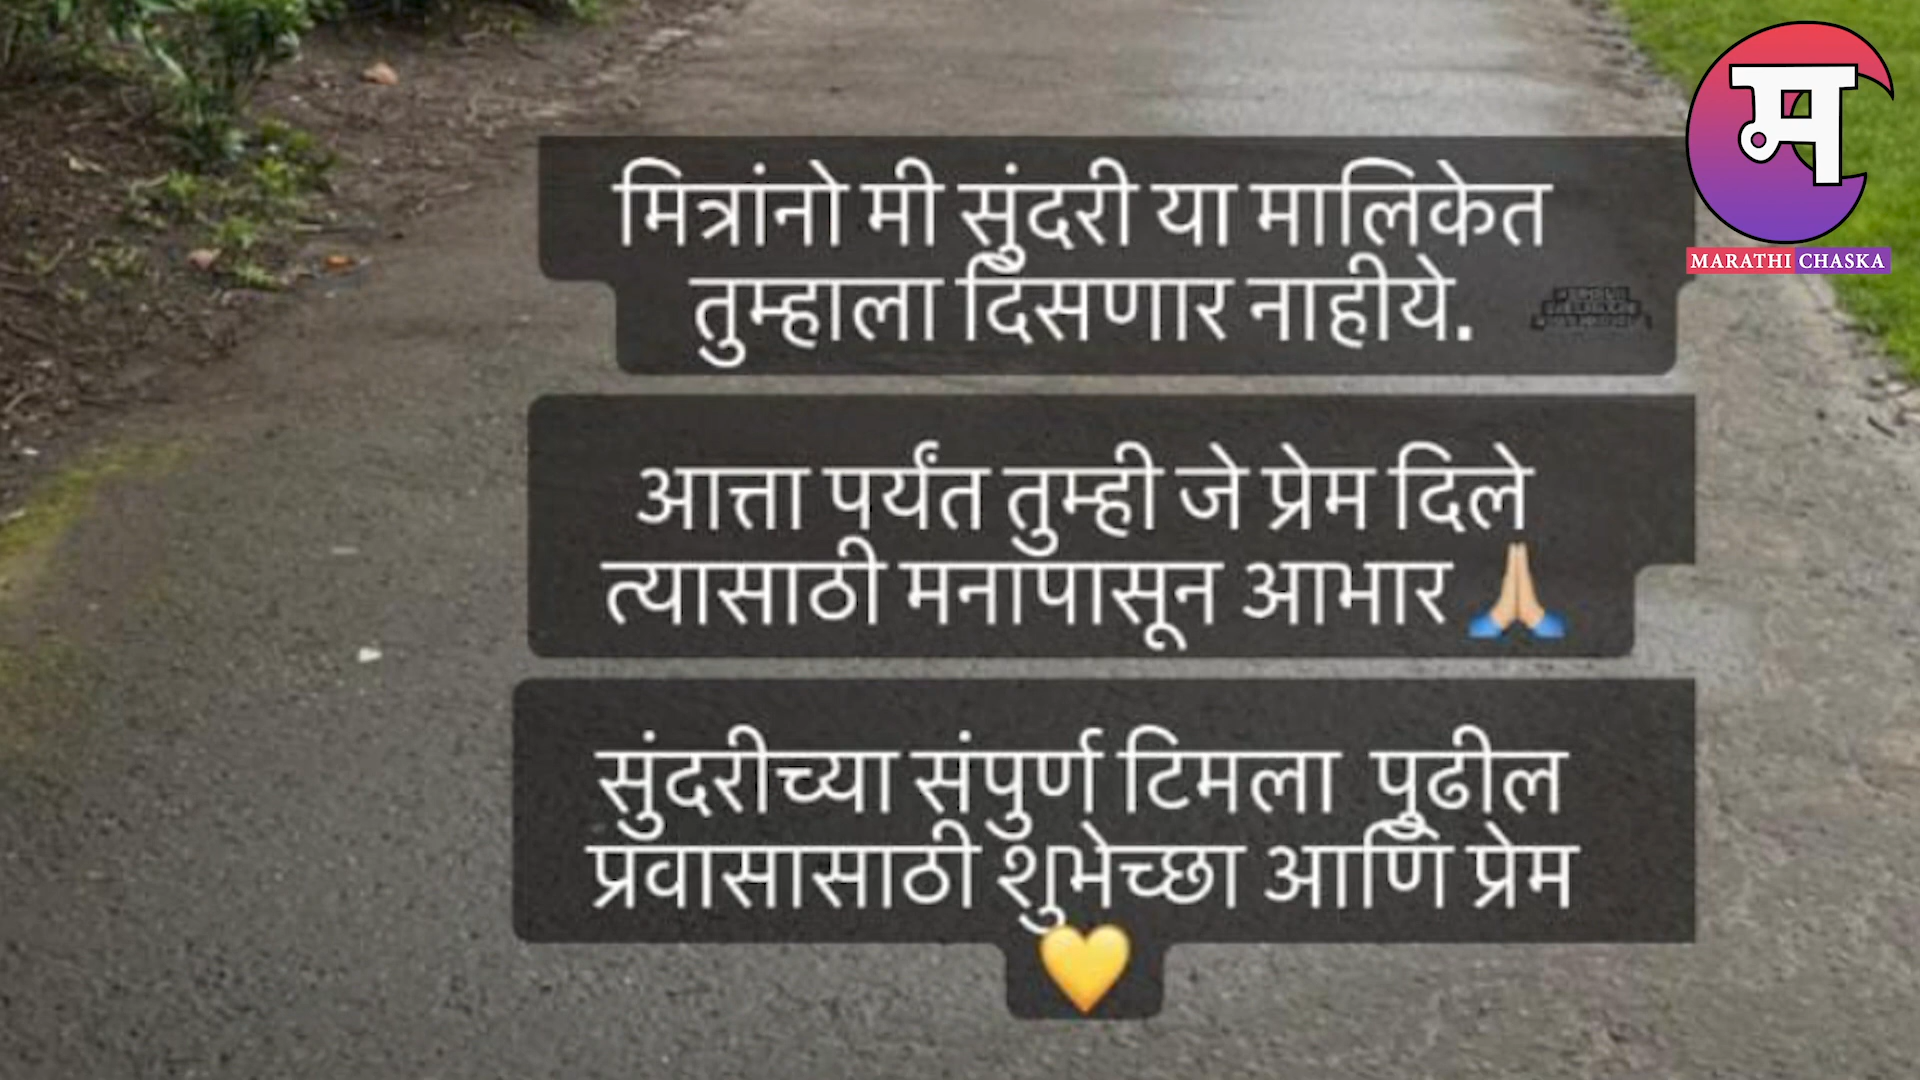 मित्रांनो मी सुंदरी या मालिकेत
तुम्हाला दिसणार नाहीये.
आत्ता पर्यंत तुम्ही जे प्रेम दिले
त्यासाठी मनापासून आभार 🙏🏼
सुंदरीच्या संपुर्ण टिमला पुढील
प्रवासासाठी शुभेच्छा आणि प्रेम
💛
म
MARATHI CHASKA